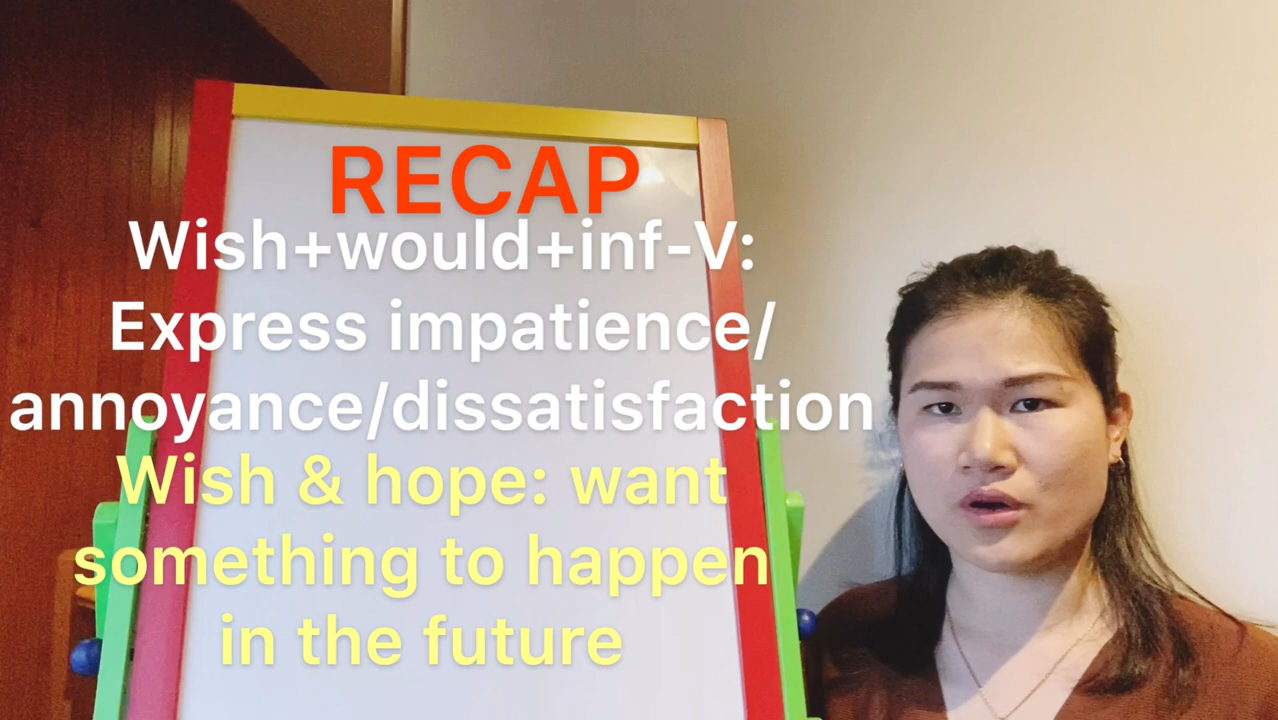 RECAP
Wish+would+inf-V:
Express impatience/
annoyance/dissatisfaction
Wish & hope: want
something to happen
in the future